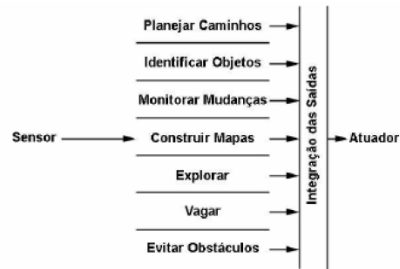 Planejar Caminhos
Identificar Objetos
Monitorar Mudanças
Sensor
Construir Mapas
Atuador
Explorar
Vagar
Evitar Obstáculos
Integração das Saídas